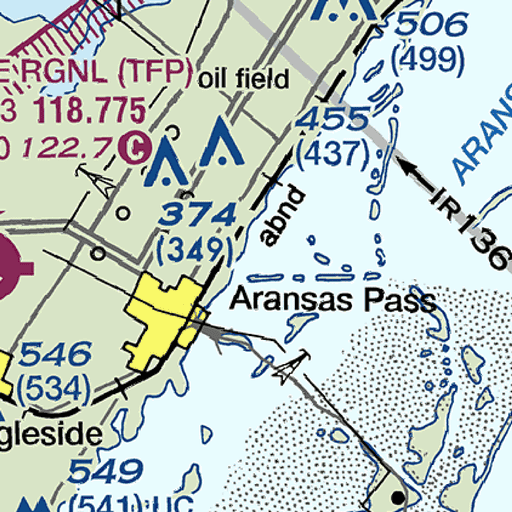 506
(499)
E RGNL (TFP)
oil field
3 118.775
455
(437)
ARANS
0 122.7 C
IR136
374
(349)
abnd
Aransas Pass
546
(534)
gleside
549
(541) UC